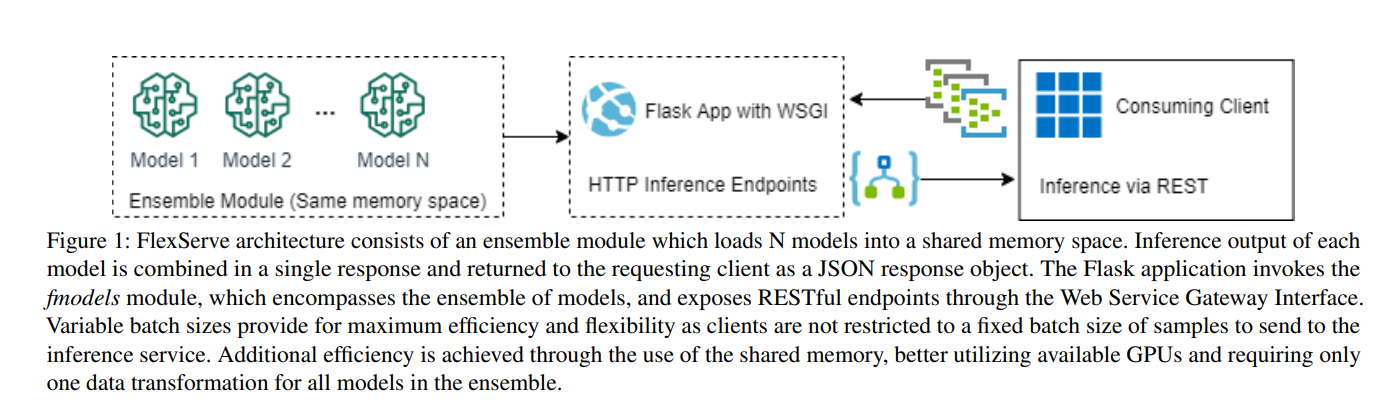 Model 1 Model 2 ... Model N
Ensemble Module (Same memory space)
Flask App with WSGI
HTTP Inference Endpoints
Consuming Client
Inference via REST
Figure 1: FlexServe architecture consists of an ensemble module which loads N models into a shared memory space. Inference output of each
model is combined in a single response and returned to the requesting client as a JSON response object. The Flask application invokes the
fmodels module, which encompasses the ensemble of models, and exposes RESTful endpoints through the Web Service Gateway Interface.
Variable batch sizes provide for maximum efficiency and flexibility as clients are not restricted to a fixed batch size of samples to send to the
inference service. Additional efficiency is achieved through the use of the shared memory, better utilizing available GPUs and requiring only
one data transformation for all models in the ensemble.